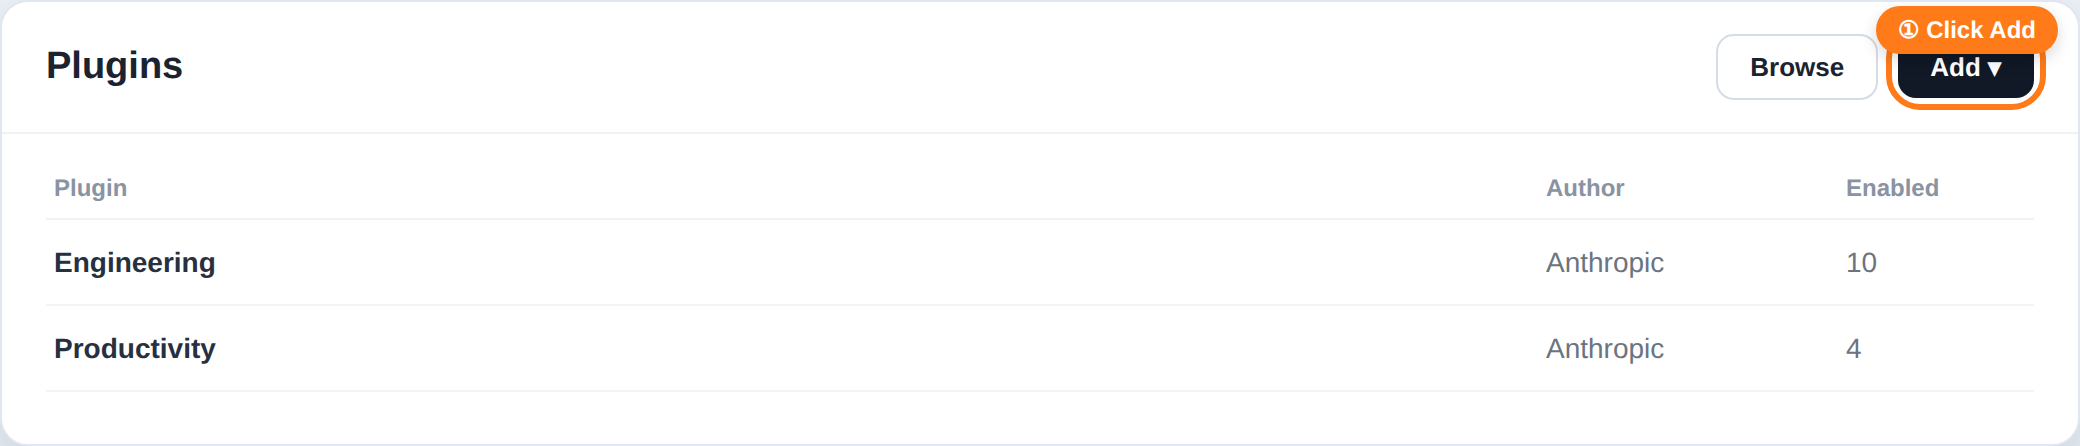 Plugins
Browse
① Click Add
Add ▾
Plugin Author Enabled
Engineering Anthropic 10
Productivity Anthropic 4